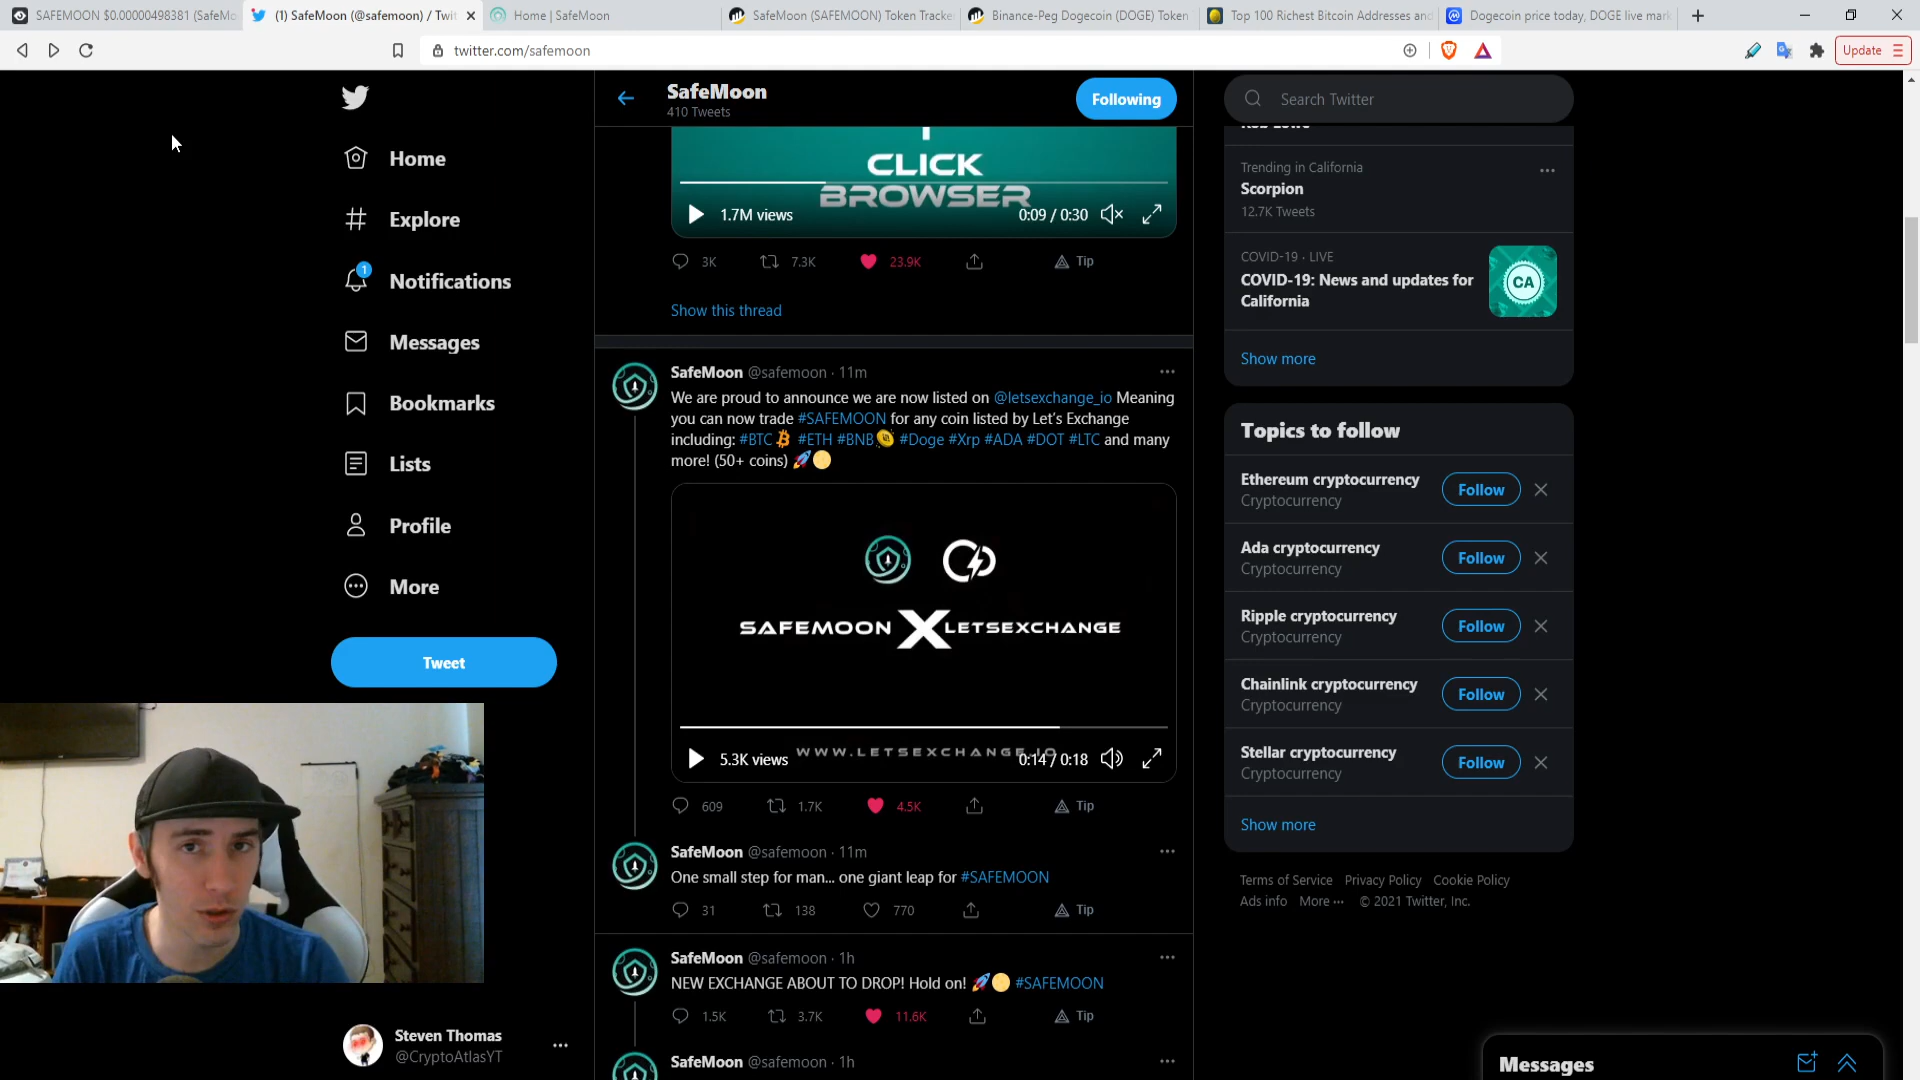 SAFEMOON $0.00000498381 (SafeMo
(1) SafeMoon (@safemoon) / Twit
Home | SafeMoon
SafeMoon (SAFEMOON) Token Tracke
Binance-Peg Dogecoin (DOGE) Token
Top 100 Richest Bitcoin Addresses and
Dogecoin price today, DOGE live mark
twitter.com/safemoon
Update
Home
Explore
1
Notifications
Messages
Bookmarks
Lists
Profile
More
Tweet
Steven Thomas
@CryptoAtlasYT
SafeMoon
410 Tweets
Following
CLICK
BROWSER
1.7M views
0:09 / 0:30
3K
7.3K
23.9K
Tip
Show this thread
SafeMoon @safemoon · 11m
We are proud to announce we are now listed on @letsexchange_io Meaning
you can now trade #SAFEMOON for any coin listed by Let's Exchange
including: #BTC #ETH #BNB #Doge #Xrp #ADA #DOT #LTC and many
more! (50+ coins) 🚀🌕
SAFEMOON X LETSEXCHANGE
WWW.LETSEXCHANGE.IO
5.3K views
0:14 / 0:18
609
1.7K
4.5K
Tip
SafeMoon @safemoon · 11m
One small step for man... one giant leap for #SAFEMOON
31
138
770
Tip
SafeMoon @safemoon · 1h
NEW EXCHANGE ABOUT TO DROP! Hold on! 🚀🌕 #SAFEMOON
1.5K
3.7K
11.6K
Tip
SafeMoon @safemoon · 1h
Search Twitter
Trending in California
Scorpion
12.7K Tweets
COVID-19 · LIVE
COVID-19: News and updates for
California
CA
Show more
Topics to follow
Ethereum cryptocurrency
Cryptocurrency
Follow
Ada cryptocurrency
Cryptocurrency
Follow
Ripple cryptocurrency
Cryptocurrency
Follow
Chainlink cryptocurrency
Cryptocurrency
Follow
Stellar cryptocurrency
Cryptocurrency
Follow
Show more
Terms of Service Privacy Policy Cookie Policy
Ads info More ··· © 2021 Twitter, Inc.
Messages